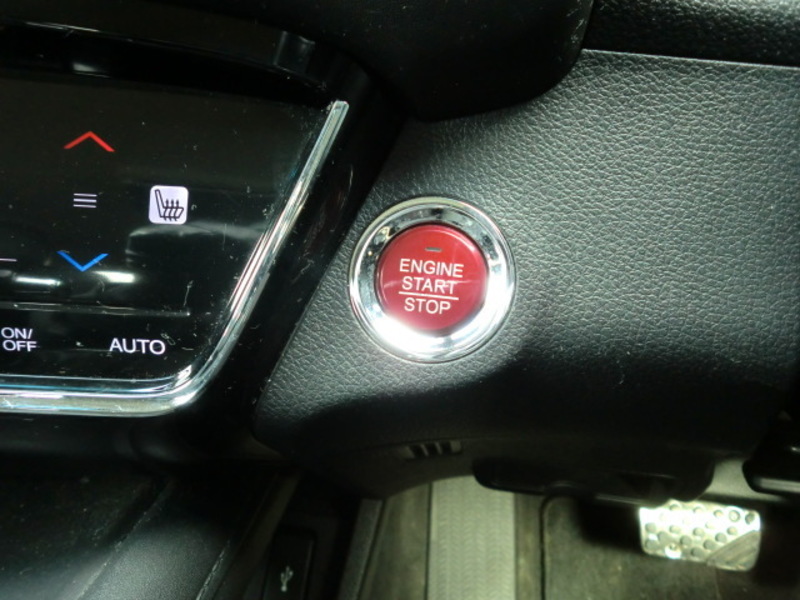 ENGINE
START
STOP
ON/
OFF
AUTO